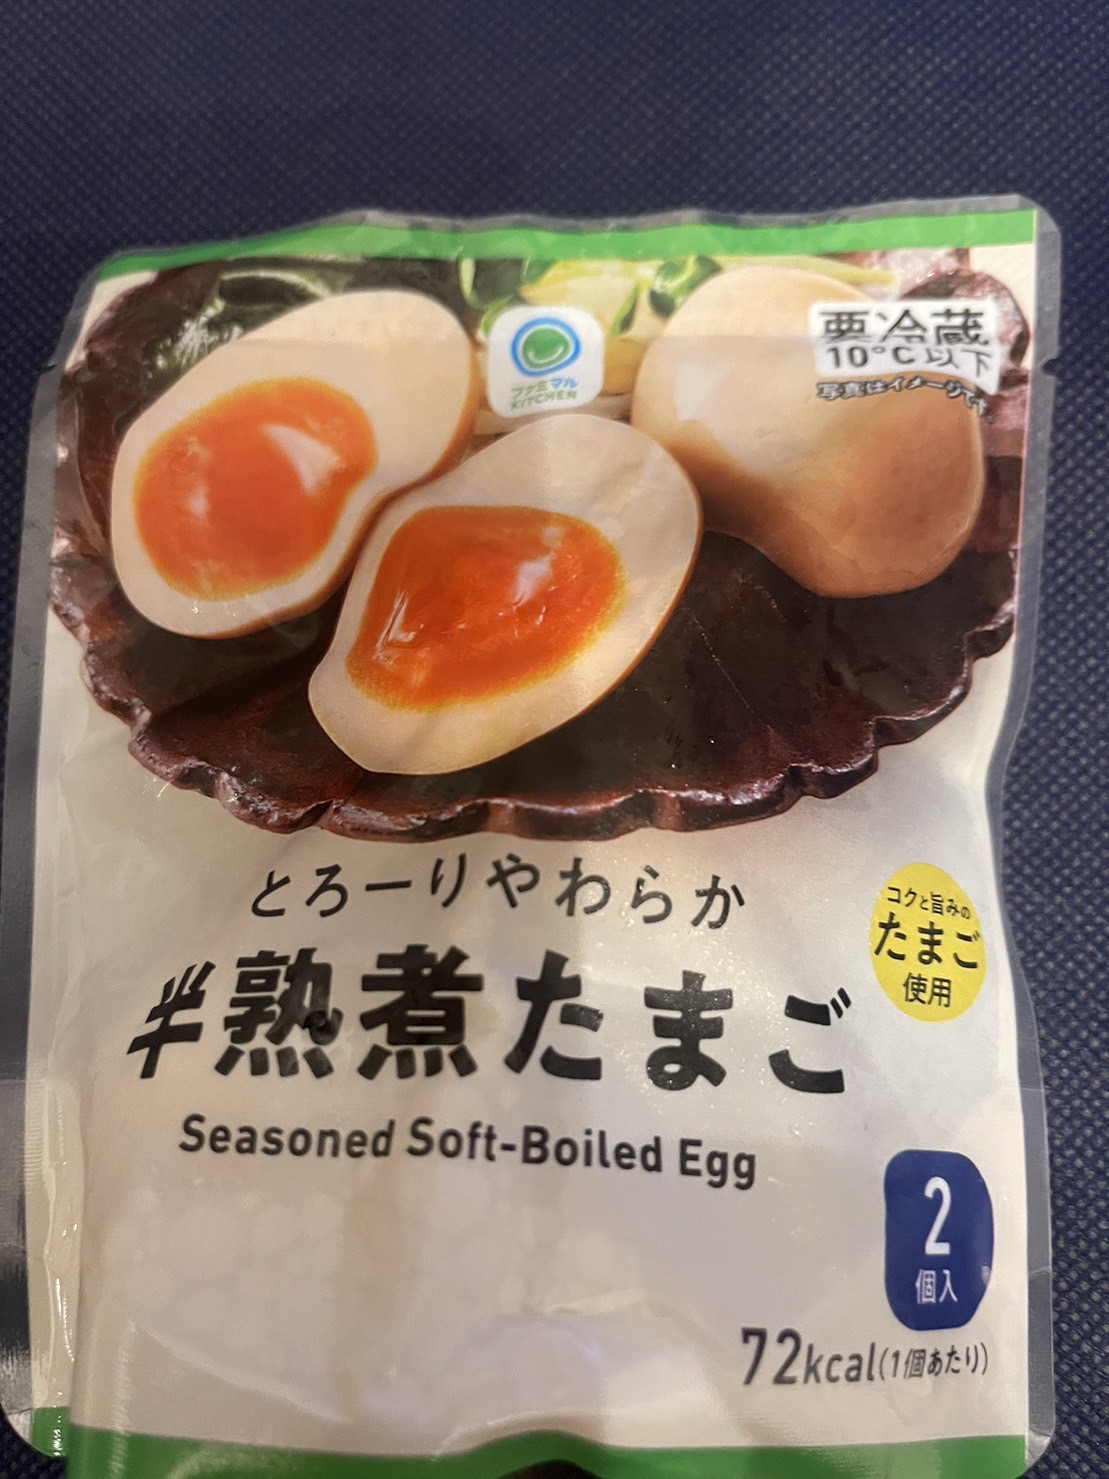 ファミマル
KITCHEN
要冷蔵
10°C以下
写真はイメージです
とろーりやわらか
半熟煮たまご
Seasoned Soft-Boiled Egg
コクと旨みの
たまご
使用
2
個入
72kcal(1個あたり)